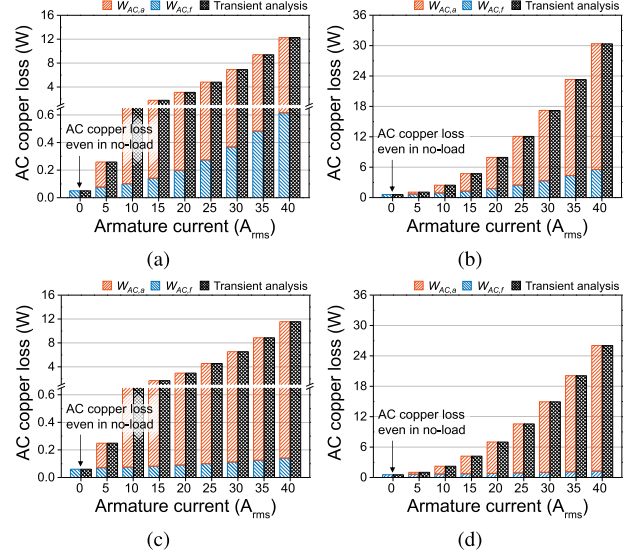 W_AC,a W_AC,f Transient analysis
AC copper loss (W)
16
12
8
4
0.6
0.4
0.2
0.0
AC copper loss
even in no-load
0 5 10 15 20 25 30 35 40
Armature current (A_rms)
(a)
W_AC,a W_AC,f Transient analysis
AC copper loss (W)
36
30
24
18
12
6
0
AC copper loss
even in no-load
0 5 10 15 20 25 30 35 40
Armature current (A_rms)
(b)
W_AC,a W_AC,f Transient analysis
AC copper loss (W)
16
12
8
4
0.6
0.4
0.2
0.0
AC copper loss
even in no-load
0 5 10 15 20 25 30 35 40
Armature current (A_rms)
(c)
W_AC,a W_AC,f Transient analysis
AC copper loss (W)
36
30
24
18
12
6
0
AC copper loss
even in no-load
0 5 10 15 20 25 30 35 40
Armature current (A_rms)
(d)